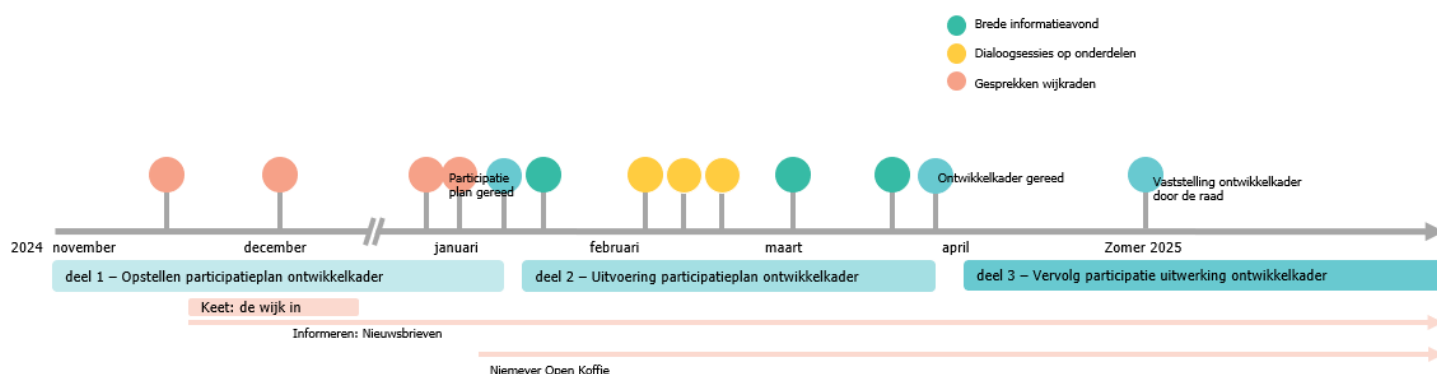 Brede informatieavond
Dialoogsessies op onderdelen
Gesprekken wijkraden
Participatie
plan gereed
Ontwikkelkader gereed
Vaststelling ontwikkelkader
door de raad
2024 november december januari februari maart april Zomer 2025
deel 1 – Opstellen participatieplan ontwikkelkader
deel 2 – Uitvoering participatieplan ontwikkelkader
deel 3 – Vervolg participatie uitwerking ontwikkelkader
Keet: de wijk in
Informeren: Nieuwsbrieven
Niemeyer Open Koffie